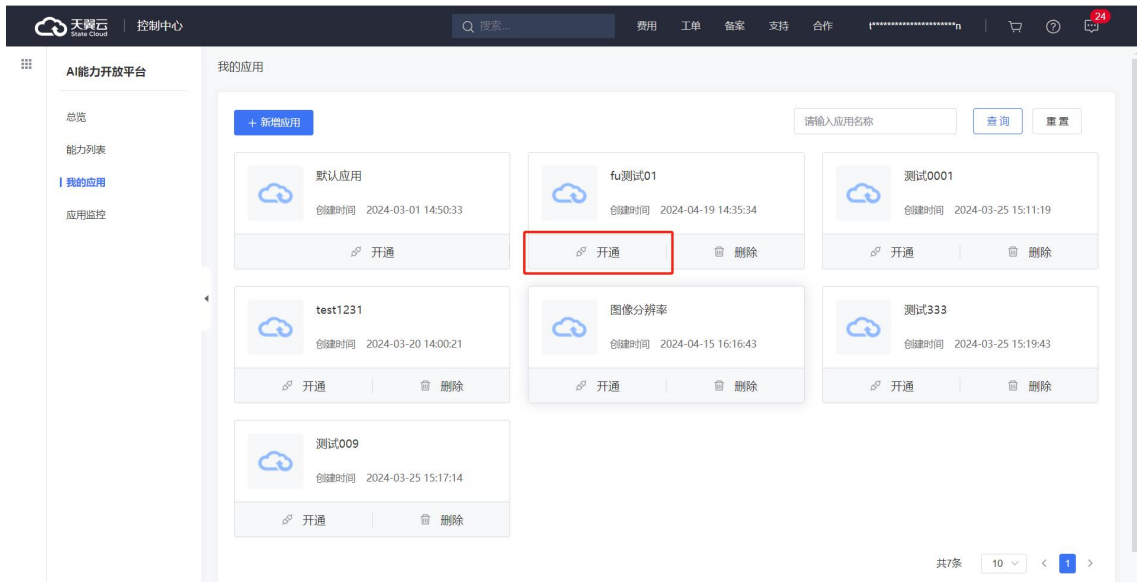 天翼云 State Cloud 控制中心 搜索... 费用 工单 备案 支持 合作 t**********************n 24
AI能力开放平台
总览
能力列表
我的应用
应用监控
我的应用
+ 新增应用 请输入应用名称 查询 重置
默认应用
创建时间 2024-03-01 14:50:33
开通
fu测试01
创建时间 2024-04-19 14:35:34
开通 删除
测试0001
创建时间 2024-03-25 15:11:19
开通 删除
test1231
创建时间 2024-03-20 14:00:21
开通 删除
图像分辨率
创建时间 2024-04-15 16:16:43
开通 删除
测试333
创建时间 2024-03-25 15:19:43
开通 删除
测试009
创建时间 2024-03-25 15:17:14
开通 删除
共7条 10 < 1 >